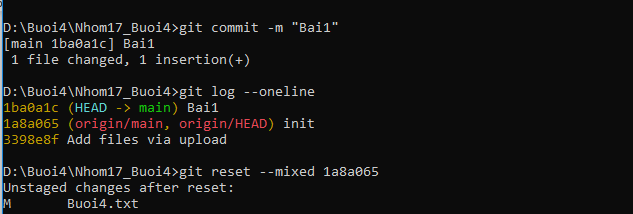 D:\Buoi4\Nhom17_Buoi4>git commit -m "Bai1"
[main 1ba0a1c] Bai1
 1 file changed, 1 insertion(+)
D:\Buoi4\Nhom17_Buoi4>git log --oneline
1ba0a1c (HEAD -> main) Bai1
1a8a065 (origin/main, origin/HEAD) init
3398e8f Add files via upload
D:\Buoi4\Nhom17_Buoi4>git reset --mixed 1a8a065
Unstaged changes after reset:
M       Buoi4.txt